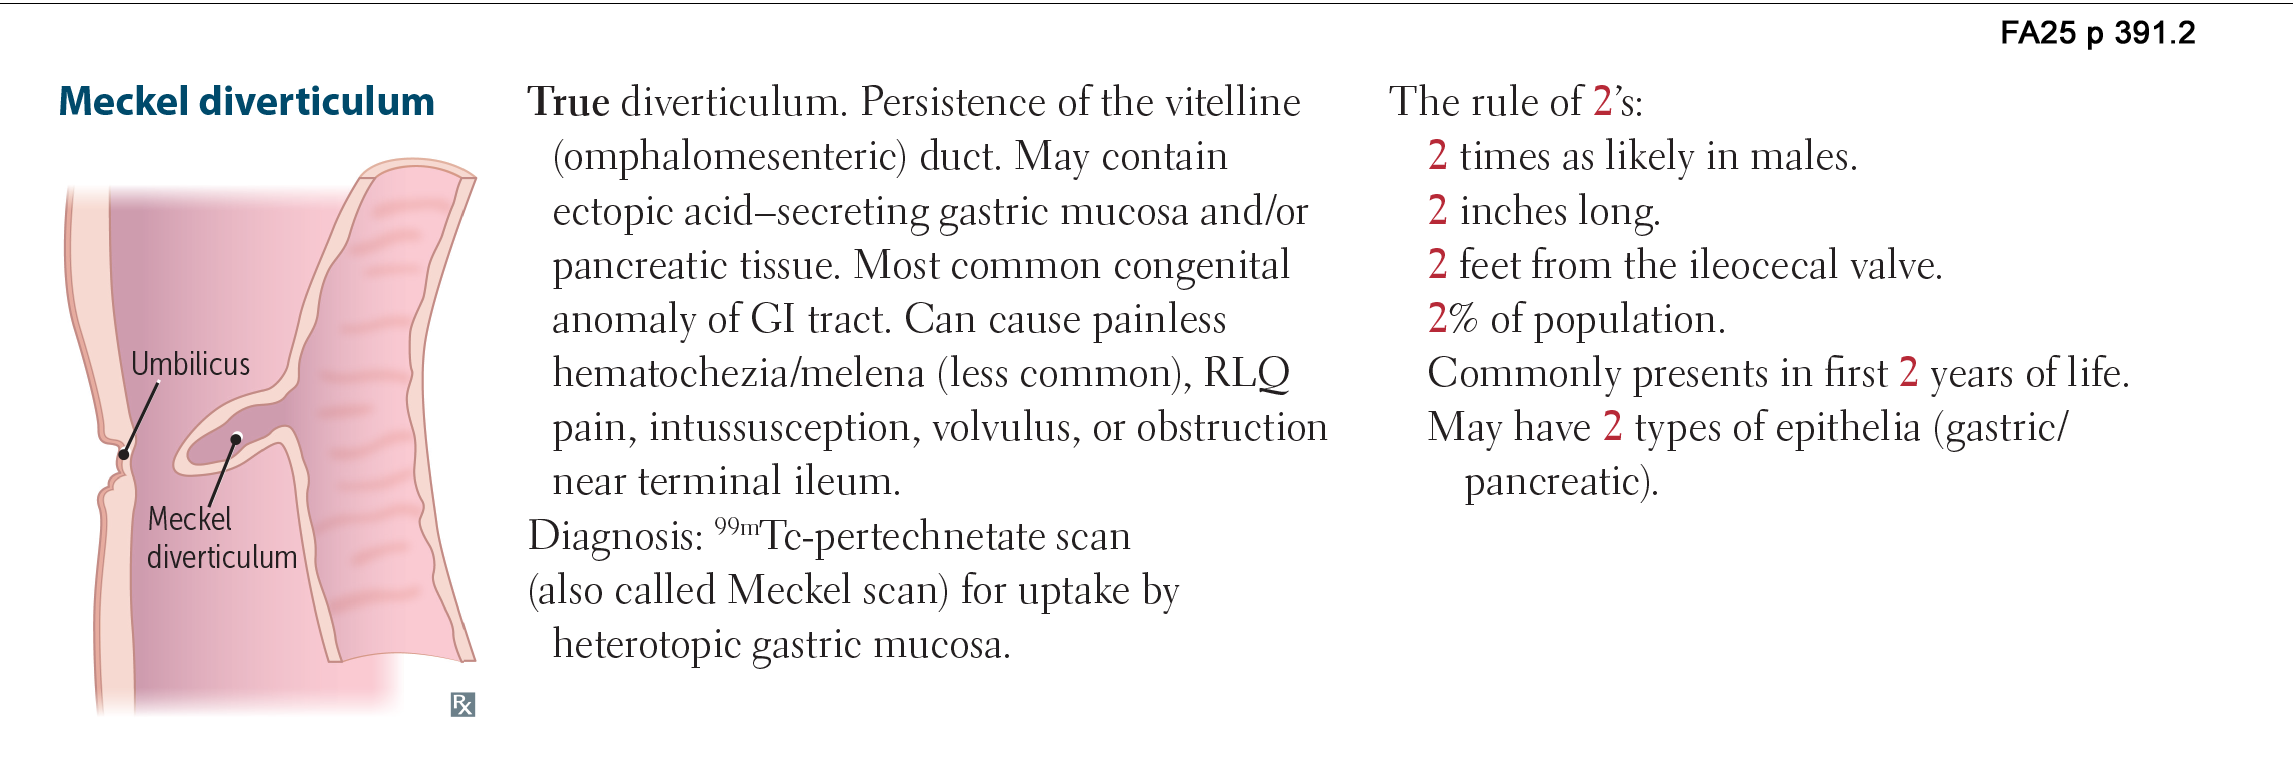 FA25 p 391.2
Meckel diverticulum
Umbilicus
Meckel
diverticulum
Rx
True diverticulum. Persistence of the vitelline
(omphalomesenteric) duct. May contain
ectopic acid–secreting gastric mucosa and/or
pancreatic tissue. Most common congenital
anomaly of GI tract. Can cause painless
hematochezia/melena (less common), RLQ
pain, intussusception, volvulus, or obstruction
near terminal ileum.
Diagnosis: ⁹⁹ᵐTc-pertechnetate scan
(also called Meckel scan) for uptake by
heterotopic gastric mucosa.
The rule of 2’s:
2 times as likely in males.
2 inches long.
2 feet from the ileocecal valve.
2% of population.
Commonly presents in first 2 years of life.
May have 2 types of epithelia (gastric/
pancreatic).